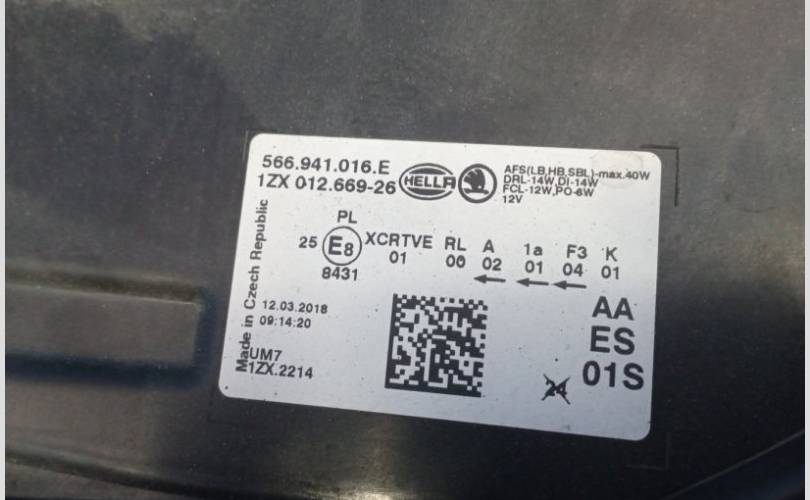 566.941.016.E
1ZX 012.669-26
HELLA
AFS(LB,HB,SBL)-max.40W
DRL-14W,DI-14W
FCL-12W,PO-6W
12V
Made in Czech Republic
PL
25 E8 XCRTVE RL A 1a F3 K
8431 01 00 02 01 04 01
12.03.2018
09:14:20
UM7
1ZX.2214
24
AA
ES
01S